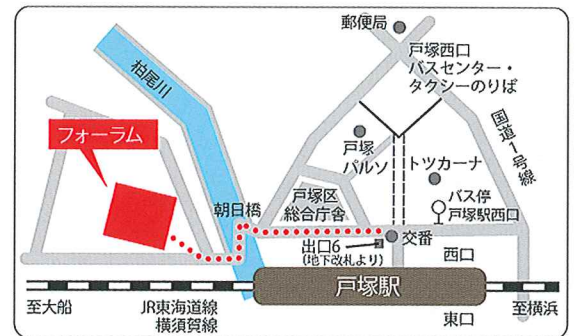 郵便局
戸塚西口
バスセンター・
タクシーのりば
柏尾川
国道1号線
フォーラム
戸塚
パルソ
トツカーナ
戸塚区
総合庁舎
バス停
戸塚駅西口
朝日橋
出口6
(地下改札より)
交番
西口
戸塚駅
至大船
JR東海道線
横須賀線
至横浜
東口